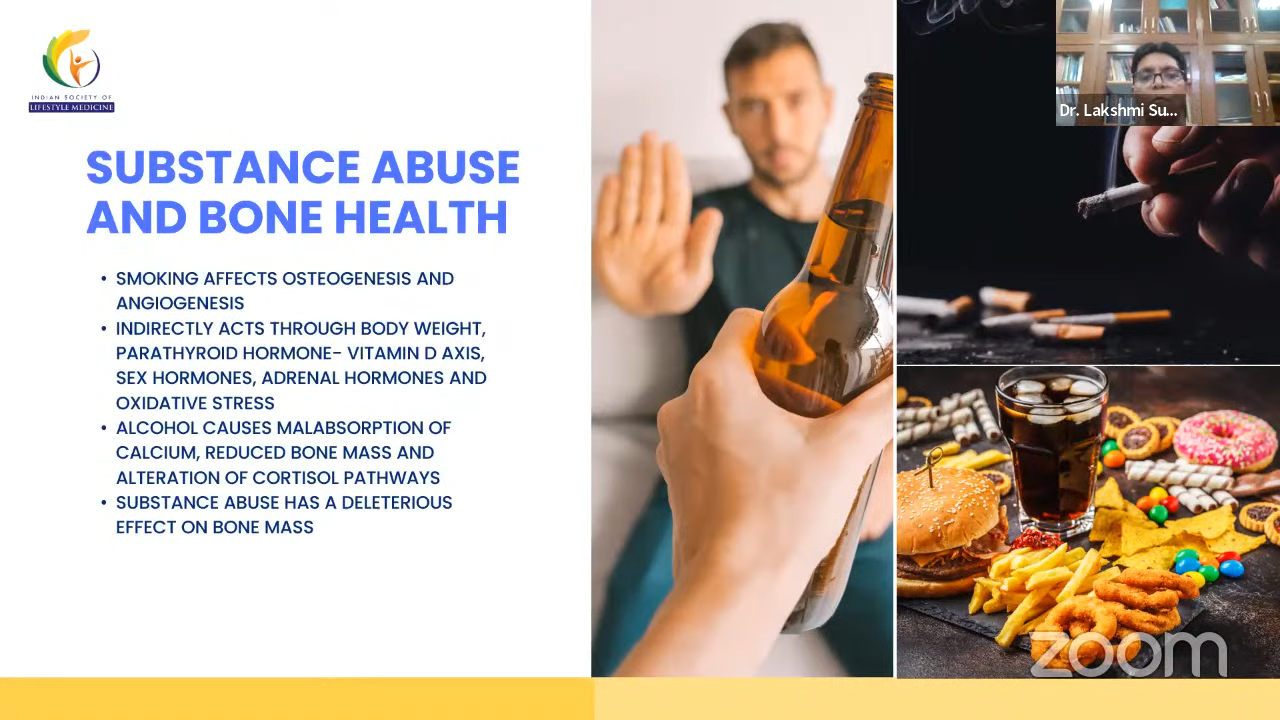 INDIAN SOCIETY OF
LIFESTYLE MEDICINE
Dr. Lakshmi Su...
SUBSTANCE ABUSE
AND BONE HEALTH
• SMOKING AFFECTS OSTEOGENESIS AND
ANGIOGENESIS
• INDIRECTLY ACTS THROUGH BODY WEIGHT,
PARATHYROID HORMONE- VITAMIN D AXIS,
SEX HORMONES, ADRENAL HORMONES AND
OXIDATIVE STRESS
• ALCOHOL CAUSES MALABSORPTION OF
CALCIUM, REDUCED BONE MASS AND
ALTERATION OF CORTISOL PATHWAYS
• SUBSTANCE ABUSE HAS A DELETERIOUS
EFFECT ON BONE MASS
zoom